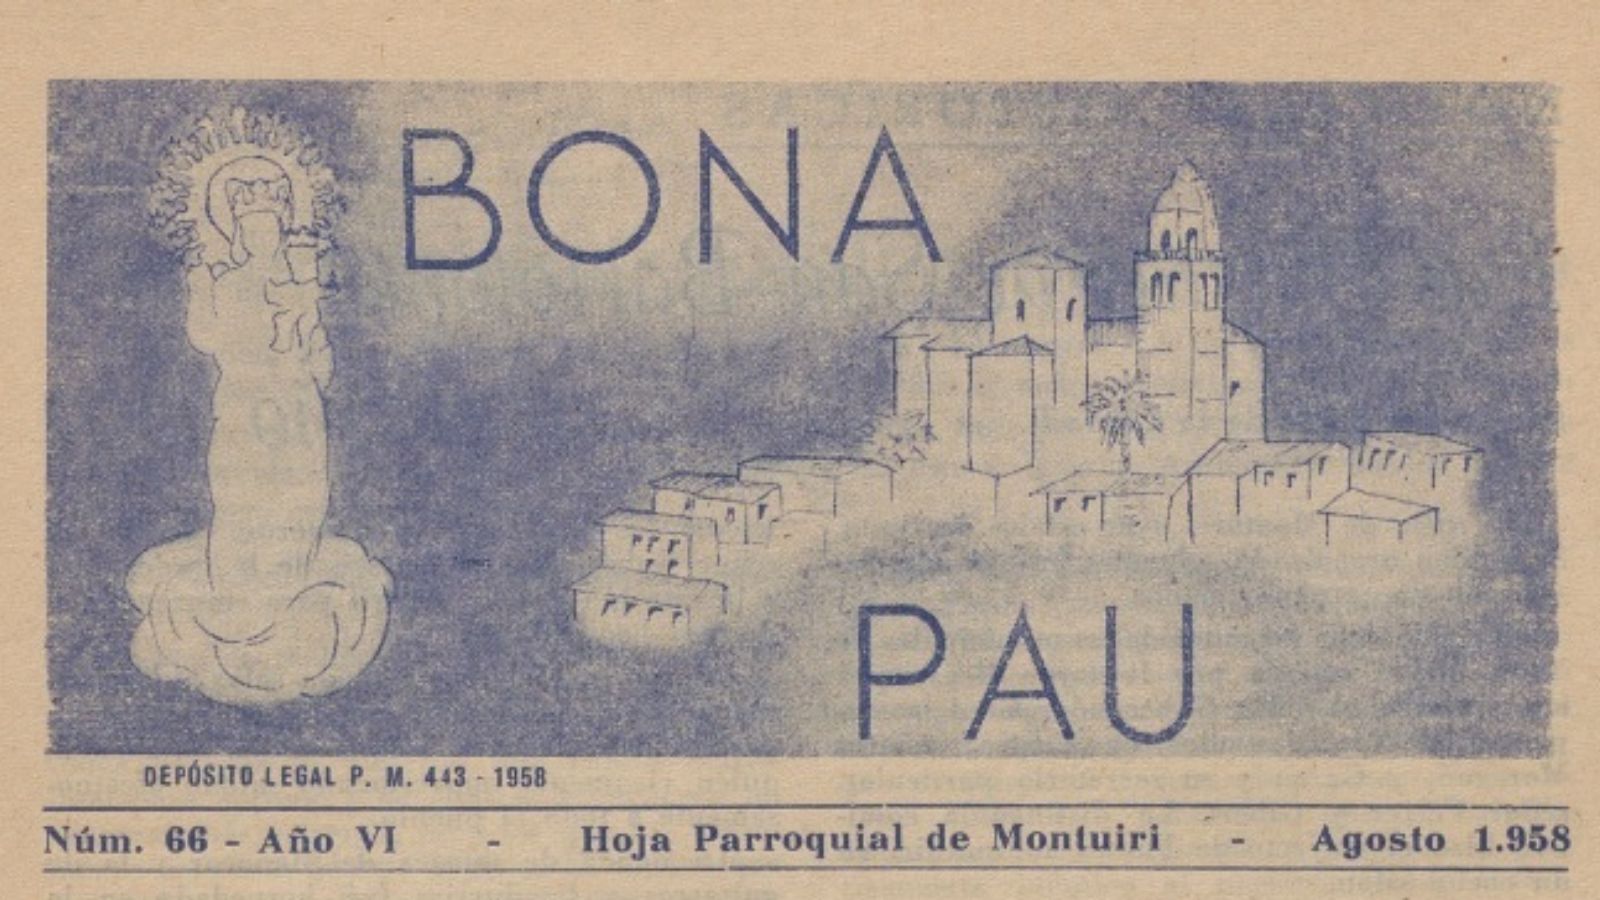 BONA
PAU
DEPÓSITO LEGAL P. M. 443 - 1958
Núm. 66 - Año VI - Hoja Parroquial de Montuiri - Agosto 1.958